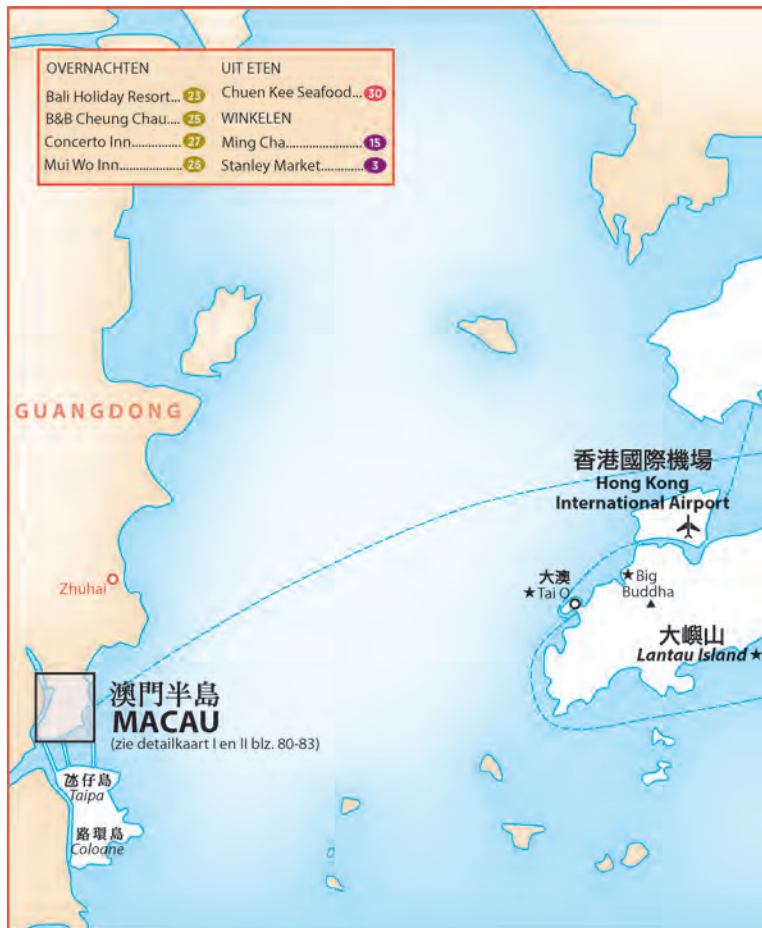 OVERNACHTEN
Bali Holiday Resort... 23
B&B Cheung Chau.... 25
Concerto Inn............. 27
Mui Wo Inn................ 28
UIT ETEN
Chuen Kee Seafood... 30
WINKELEN
Ming Cha...................... 15
Stanley Market............ 3
GUANGDONG
香港國際機場
Hong Kong
International Airport
Zhuhai
大澳
Tai O
Big
Buddha
大嶼山
Lantau Island
澳門半島
MACAU
(zie detailkaart I en II blz. 80-83)
氹仔島
Taipa
路環島
Coloane